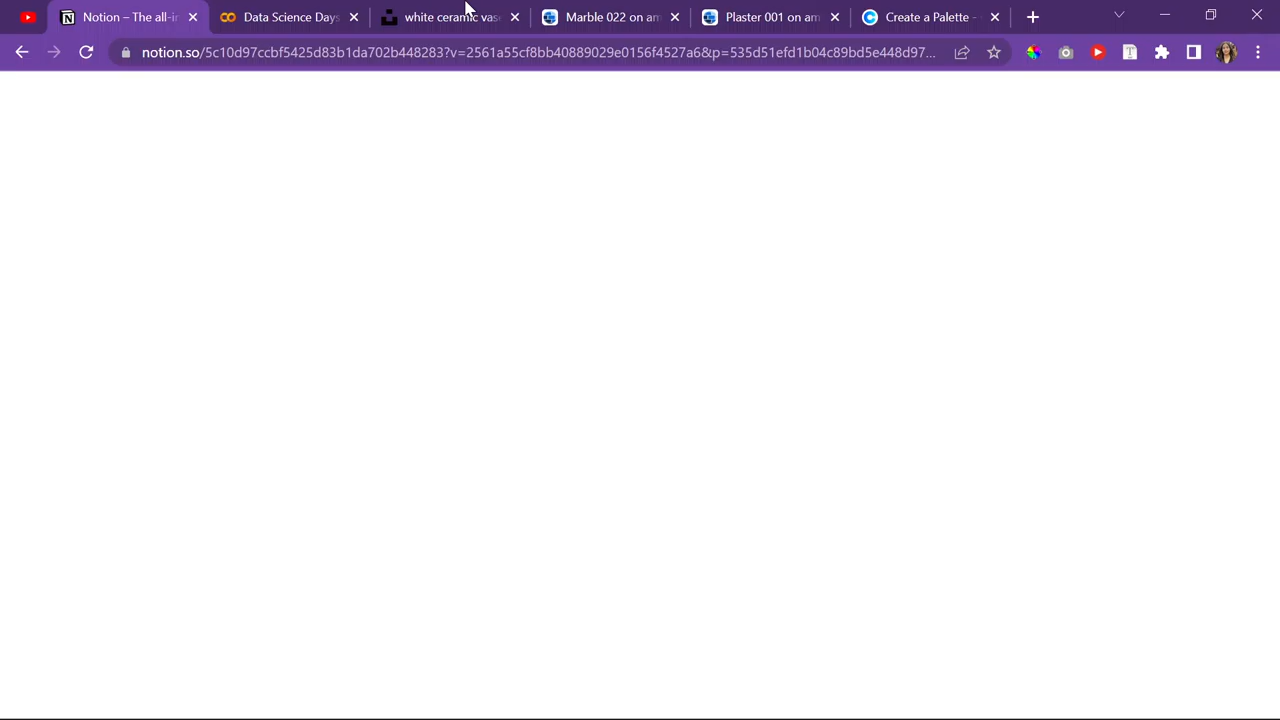 Notion – The all-i
Data Science Days
white ceramic vas
Marble 022 on am
Plaster 001 on am
Create a Palette -
notion.so/5c10d97ccbf5425d83b1da702b448283?v=2561a55cf8bb40889029e0156f4527a6&p=535d51efd1b04c89bd5e448d97...